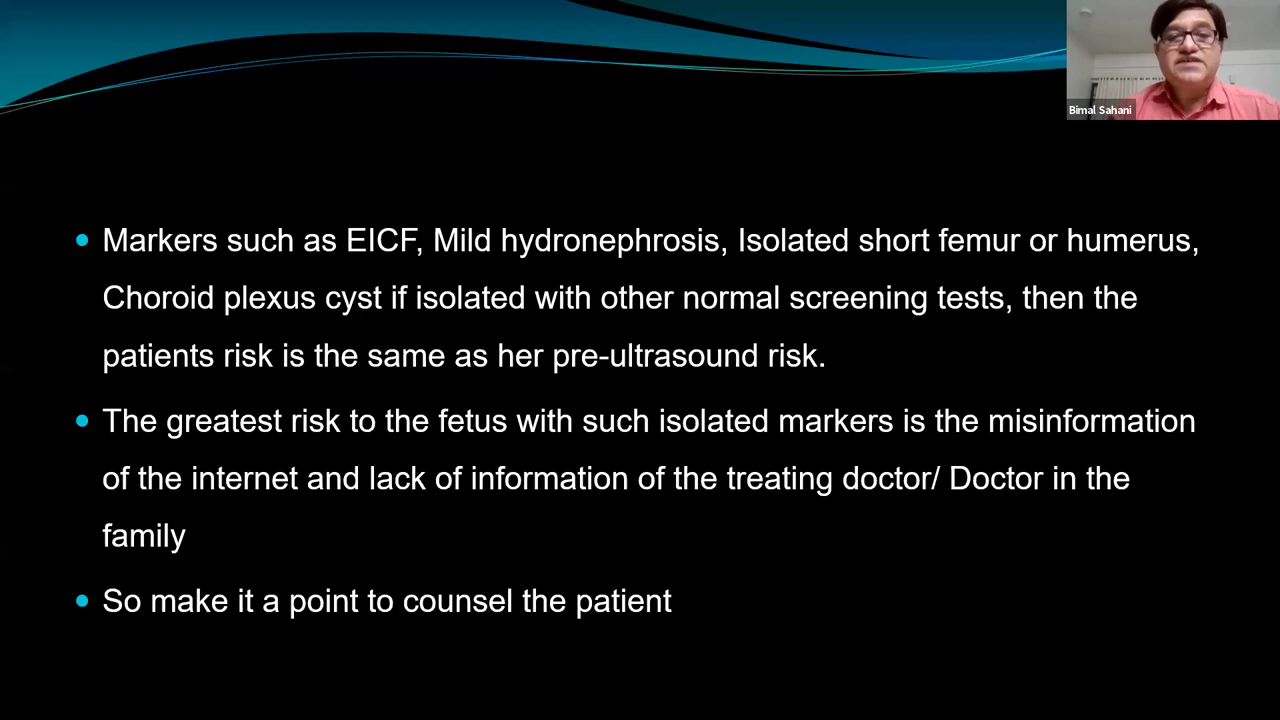 Bimal Sahani
• Markers such as EICF, Mild hydronephrosis, Isolated short femur or humerus,
Choroid plexus cyst if isolated with other normal screening tests, then the
patients risk is the same as her pre-ultrasound risk.
• The greatest risk to the fetus with such isolated markers is the misinformation
of the internet and lack of information of the treating doctor/ Doctor in the
family
• So make it a point to counsel the patient